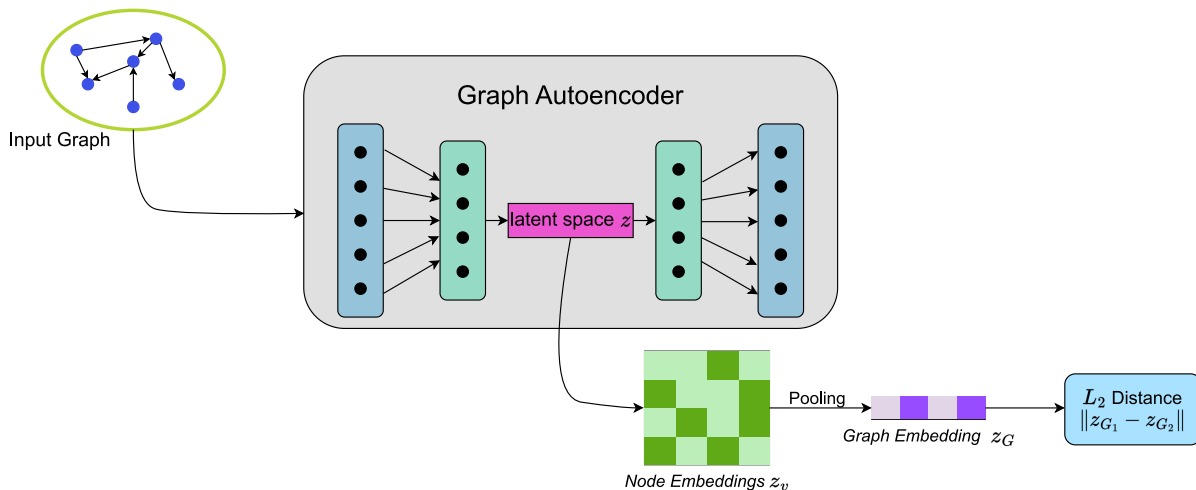 Graph Autoencoder
Input Graph
latent space z
Pooling
Graph Embedding z_G
L_2 Distance
‖z_{G_1} − z_{G_2}‖
Node Embeddings z_v